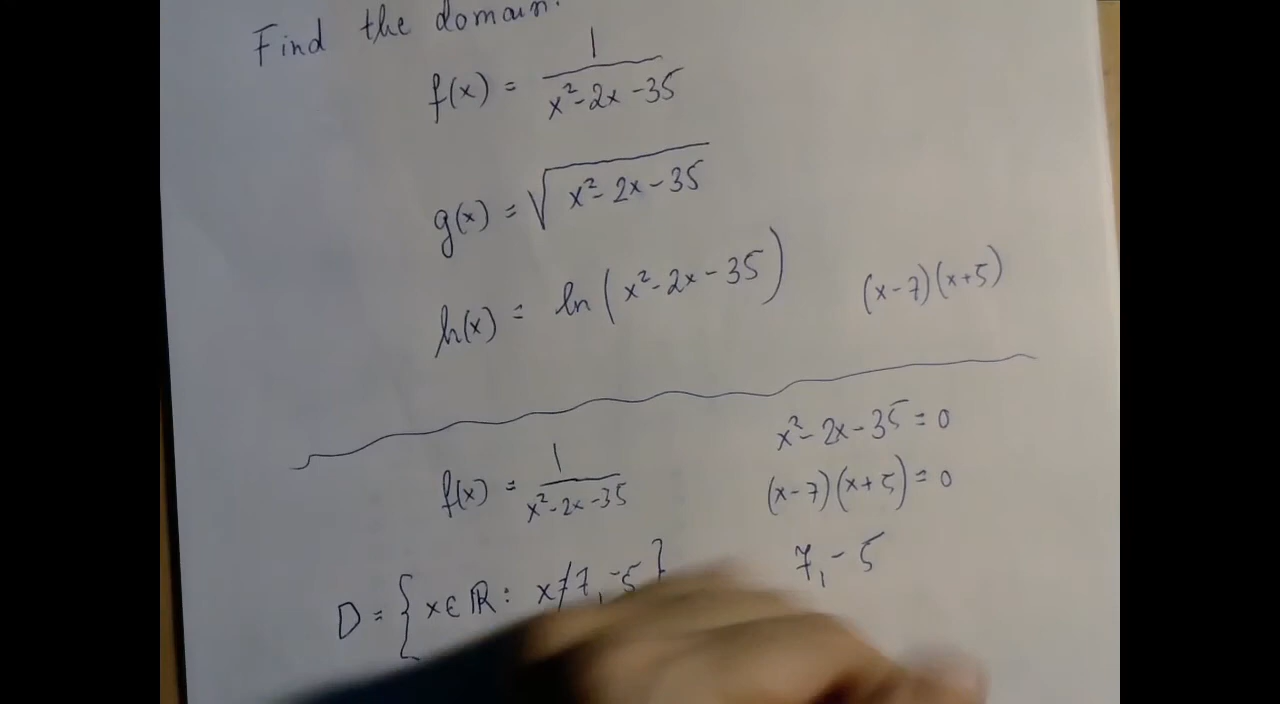 Find the domain.
f(x) = 1/(x²-2x-35)
g(x) = √(x²-2x-35)
h(x) = ln(x²-2x-35) (x-7)(x+5)
f(x) = 1/(x²-2x-35)
x²-2x-35=0
(x-7)(x+5)=0
7, -5
D = { x∈ℝ: x≠7, -5 }